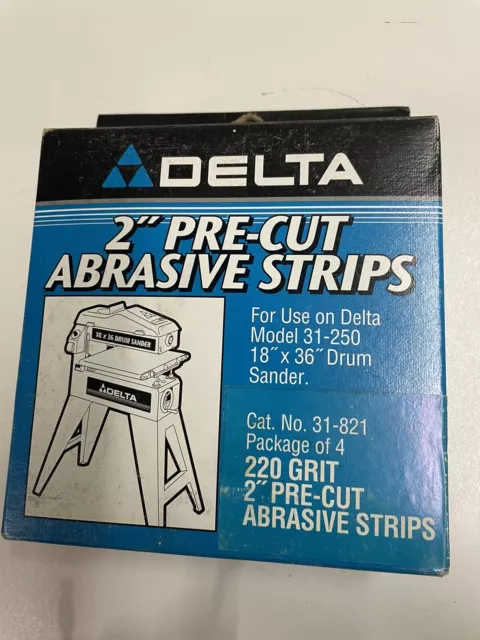 DELTA
2" PRE-CUT
ABRASIVE STRIPS
18 x 36 DRUM SANDER
DELTA
For Use on Delta
Model 31-250
18" x 36" Drum
Sander.
Cat. No. 31-821
Package of 4
220 GRIT
2" PRE-CUT
ABRASIVE STRIPS